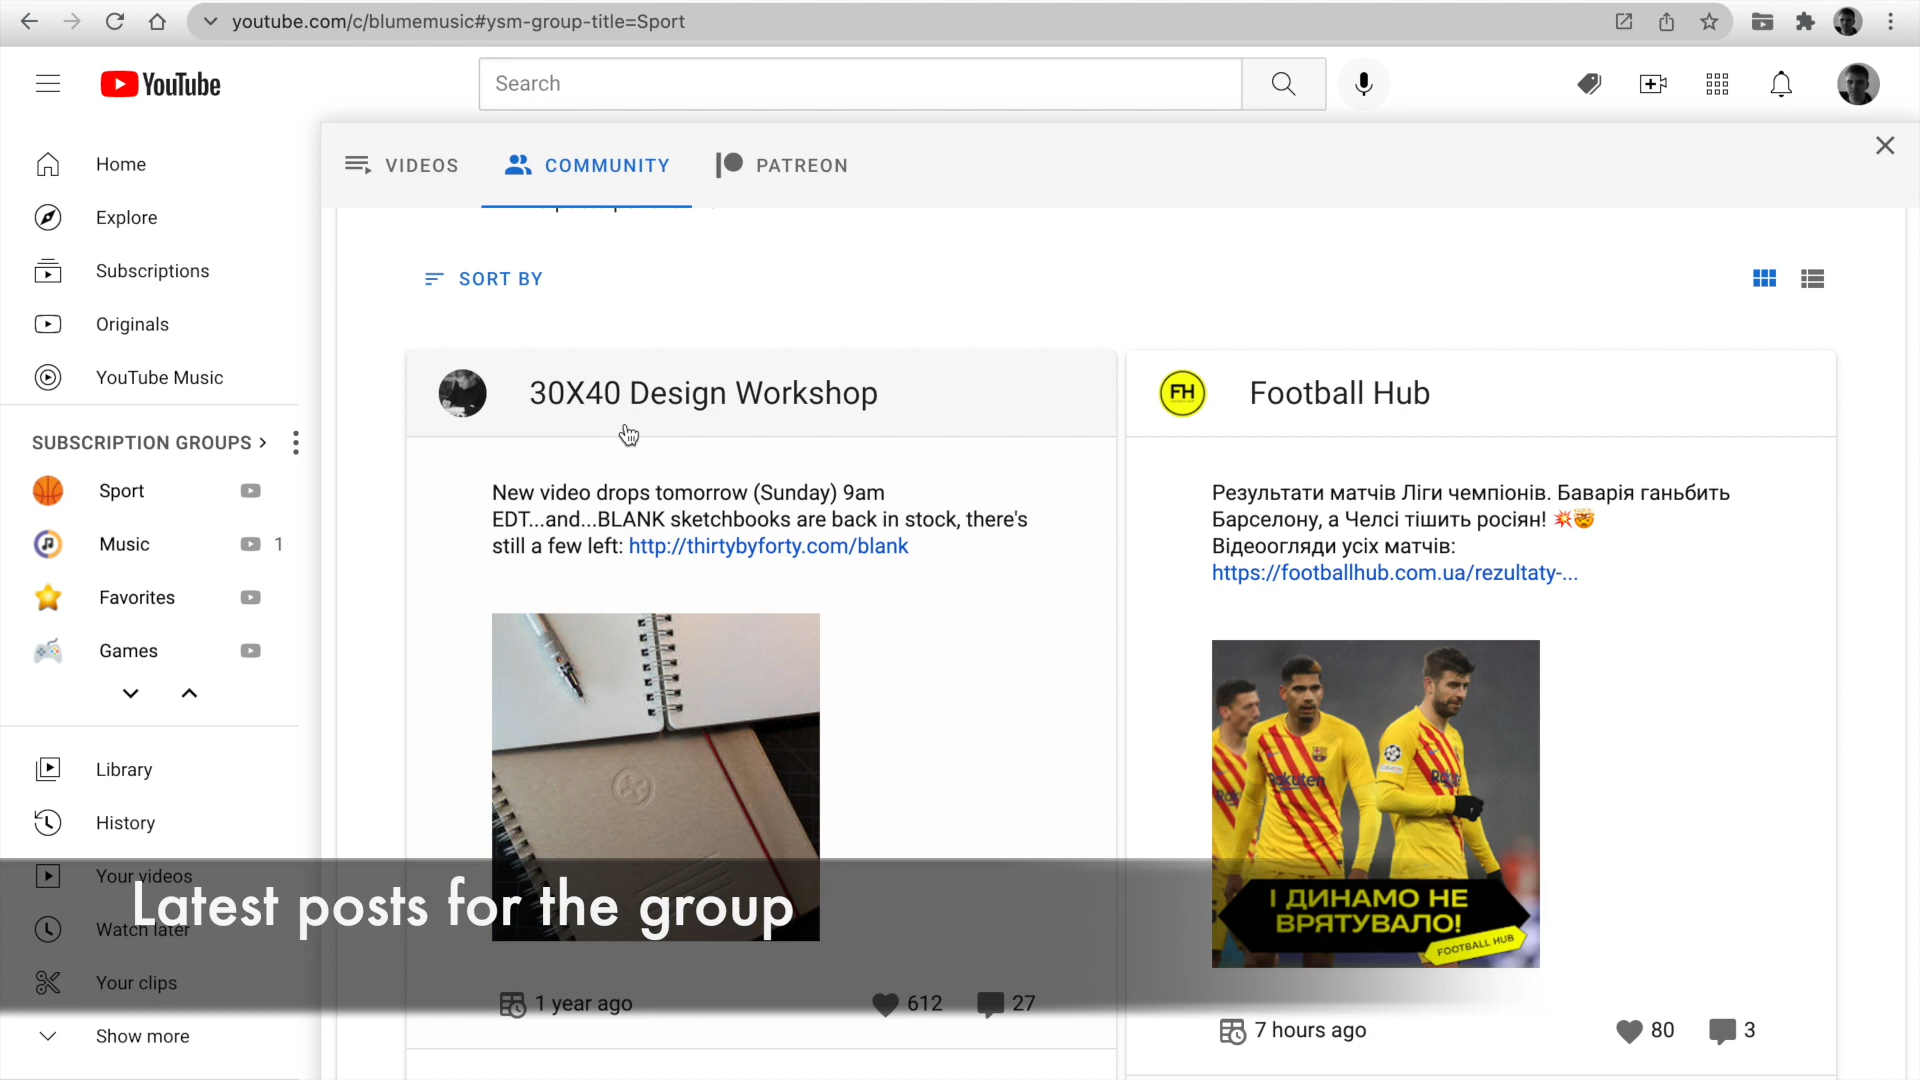 youtube.com/c/blumemusic#ysm-group-title=Sport
YouTube
Search
VIDEOS
COMMUNITY
PATREON
Home
Explore
Subscriptions
Originals
YouTube Music
SUBSCRIPTION GROUPS
Sport
Music 1
Favorites
Games
Library
History
Your videos
Watch later
Your clips
Show more
SORT BY
30X40 Design Workshop
New video drops tomorrow (Sunday) 9am
EDT...and...BLANK sketchbooks are back in stock, there's
still a few left: http://thirtybyforty.com/blank
1 year ago
612
27
FH
Football Hub
Результати матчів Ліги чемпіонів. Баварія ганьбить
Барселону, а Челсі тішить росіян! 💥🤯
Відеоогляди усіх матчів:
https://footballhub.com.ua/rezultaty-...
Rakuten
І ДИНАМО НЕ
ВРЯТУВАЛО!
FOOTBALL HUB
7 hours ago
80
3
Latest posts for the group